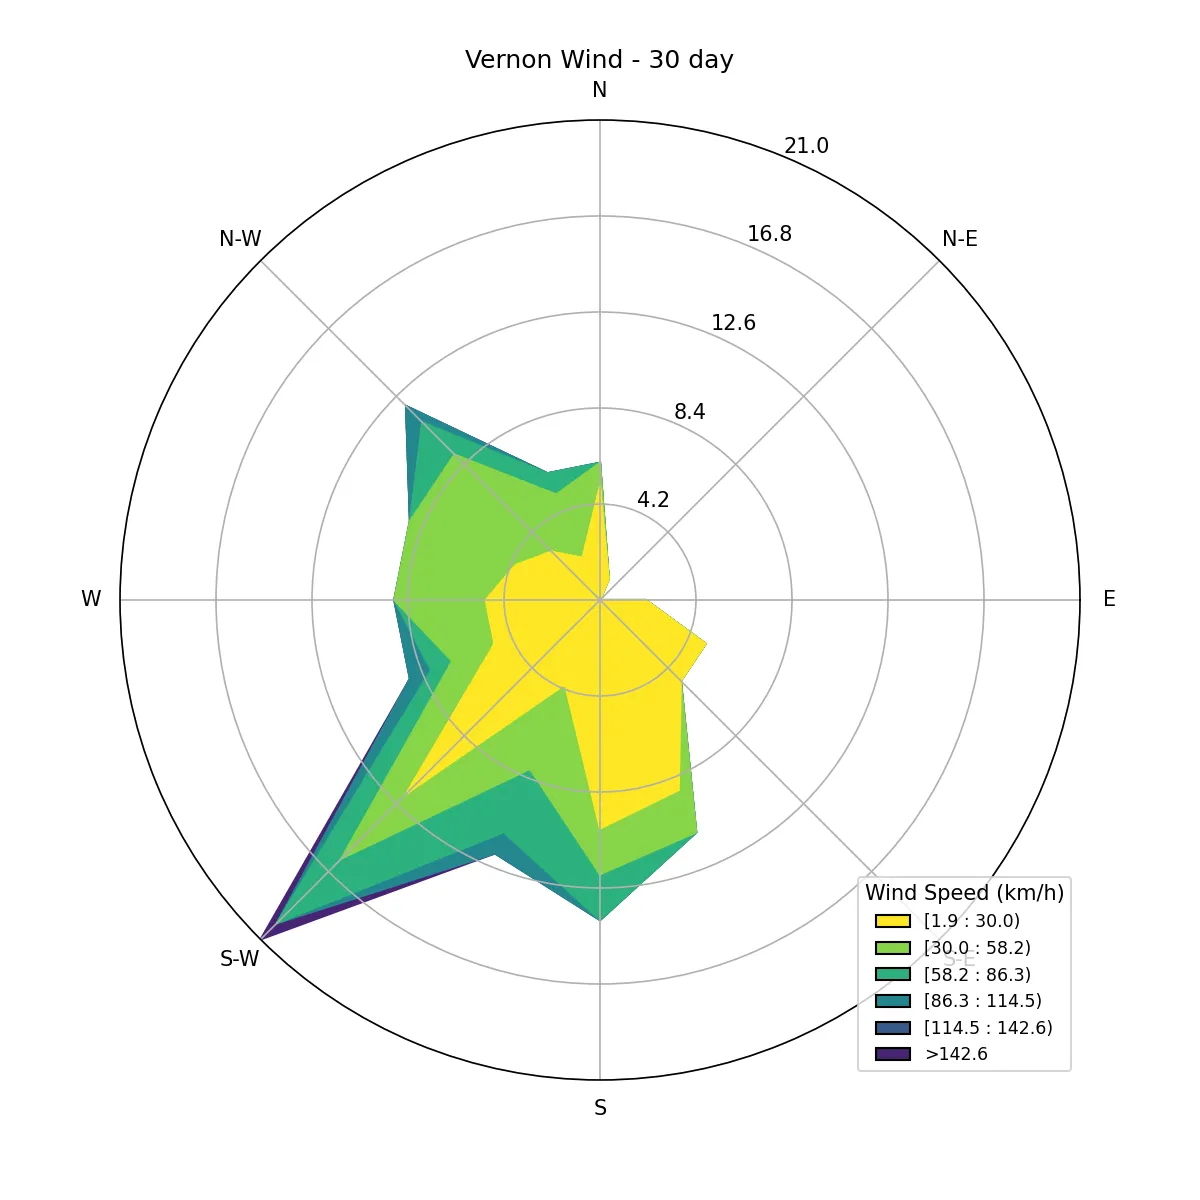 Vernon Wind - 30 day
N
21.0
16.8
N-W
N-E
12.6
8.4
4.2
W
E
Wind Speed (km/h)
[1.9 : 30.0)
[30.0 : 58.2)
S-W
S-E
[58.2 : 86.3)
[86.3 : 114.5)
[114.5 : 142.6)
>142.6
S